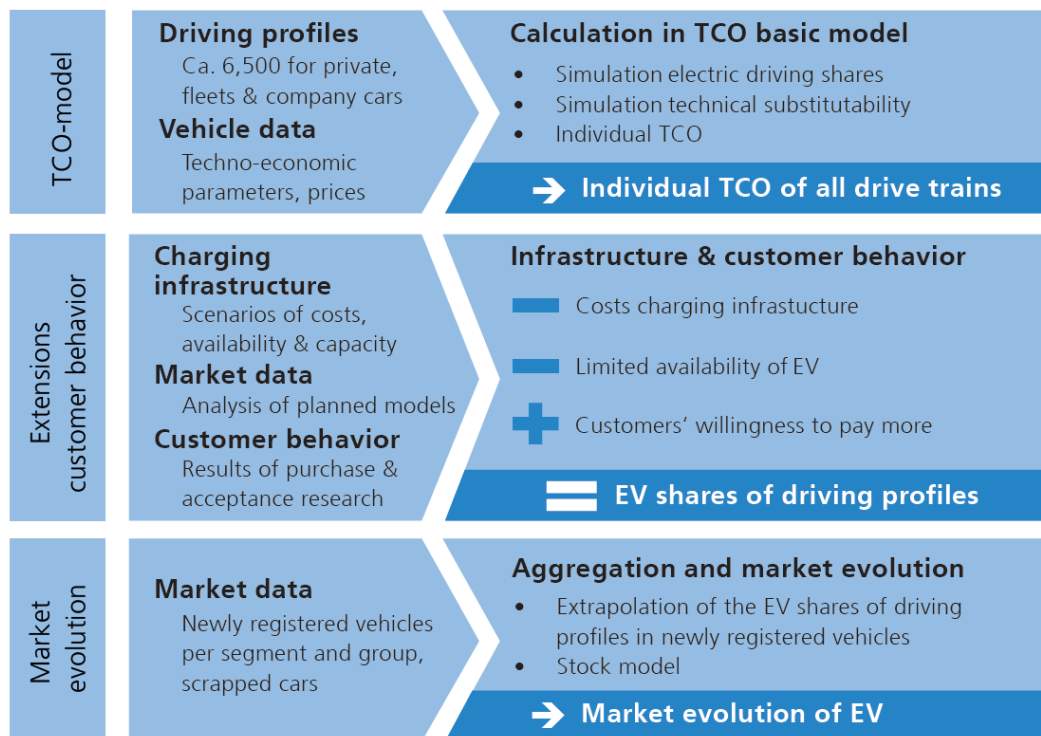 TCO-model
Driving profiles
Ca. 6,500 for private,
fleets & company cars
Vehicle data
Techno-economic
parameters, prices
Calculation in TCO basic model
• Simulation electric driving shares
• Simulation technical substitutability
• Individual TCO
→ Individual TCO of all drive trains
Extensions
customer behavior
Charging
infrastructure
Scenarios of costs,
availability & capacity
Market data
Analysis of planned models
Customer behavior
Results of purchase &
acceptance research
Infrastructure & customer behavior
Costs charging infrastucture
Limited availability of EV
Customers‘ willingness to pay more
EV shares of driving profiles
Market
evolution
Market data
Newly registered vehicles
per segment and group,
scrapped cars
Aggregation and market evolution
• Extrapolation of the EV shares of driving
profiles in newly registered vehicles
• Stock model
→ Market evolution of EV